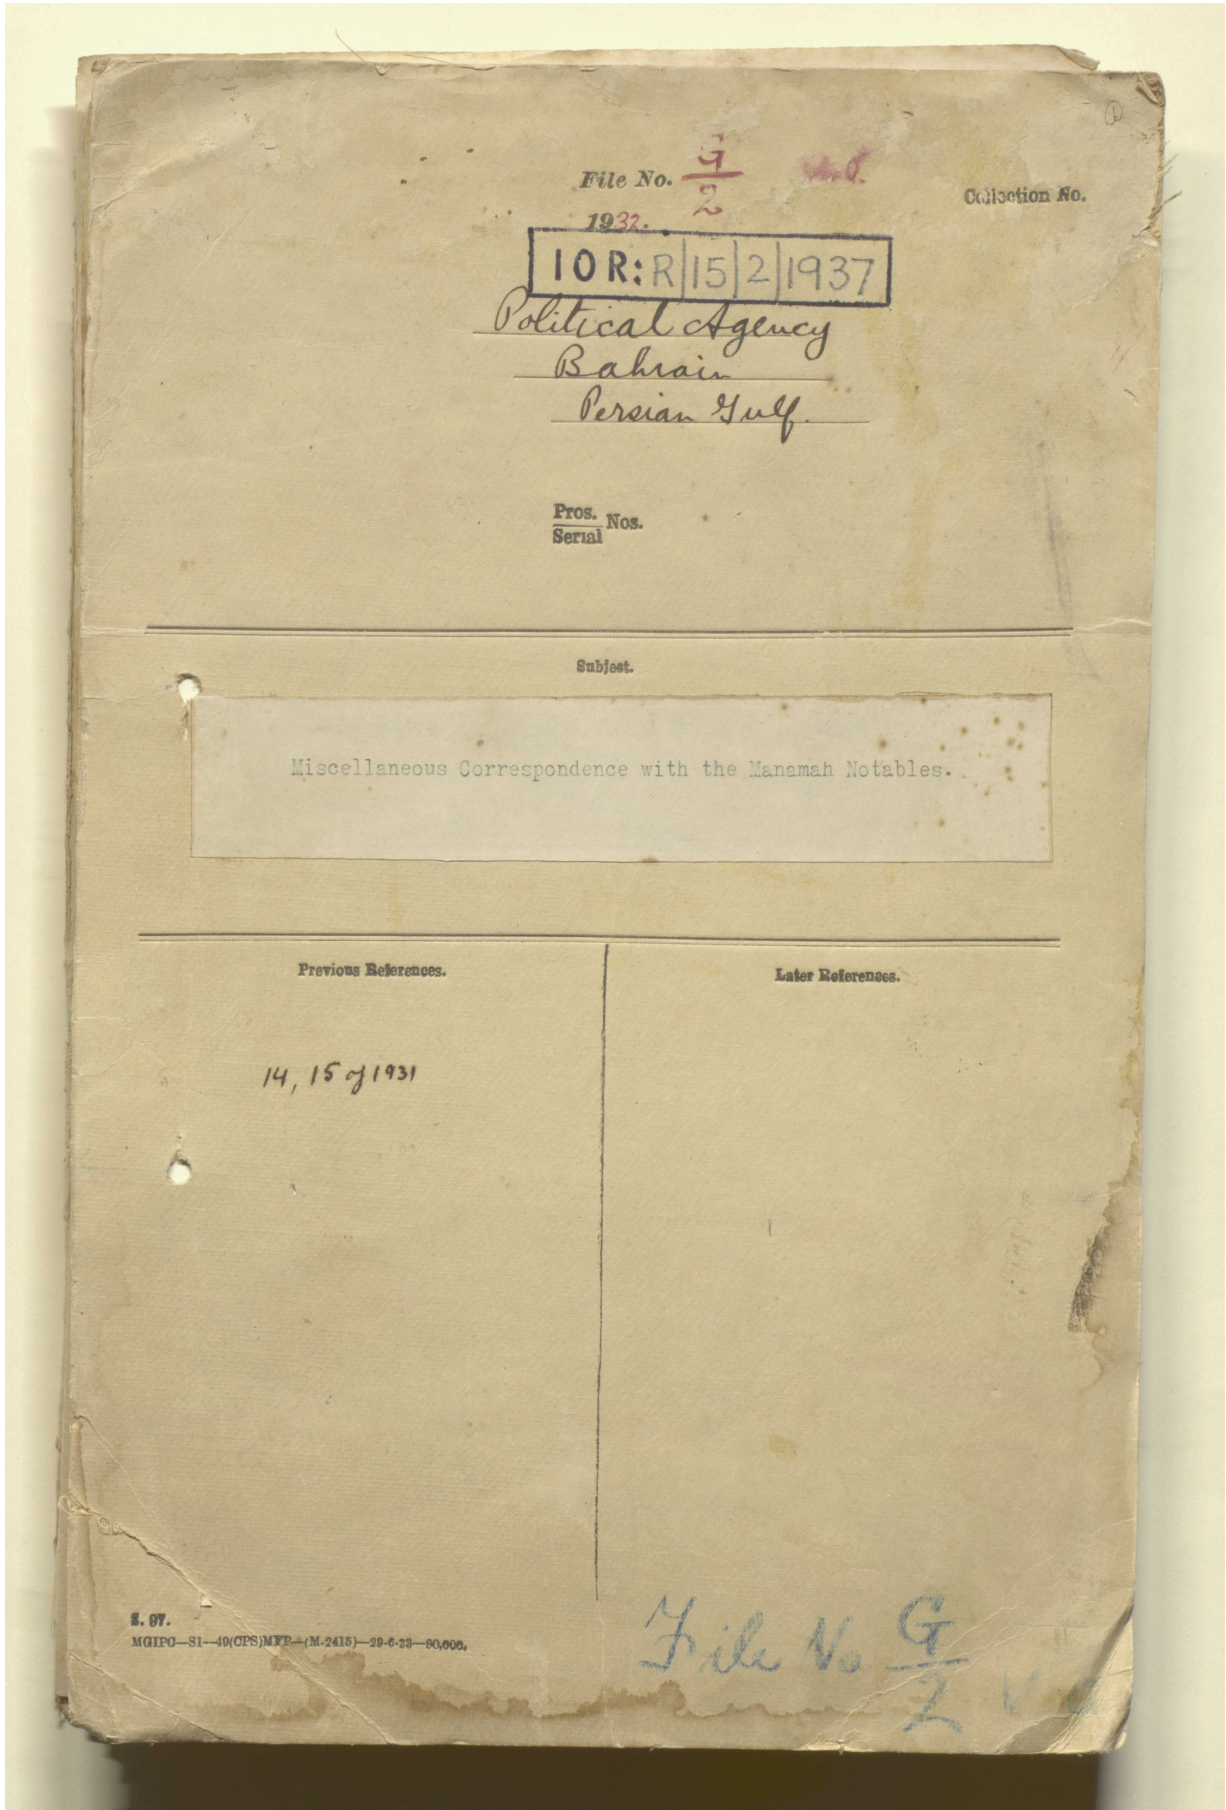 File No. G/2
Collection No.
1932.
IOR: R/15/2/1937
Political Agency
Bahrain
Persian Gulf.
Pros.
Serial Nos.
Subject.
Miscellaneous Correspondence with the Manamah Notables.
Previous References.
Later References.
14, 15 of 1931
S. 97.
MGIPC—S1—49(CPS)MFP—(M-2415)—29-6-23—80,000.
File No G/2